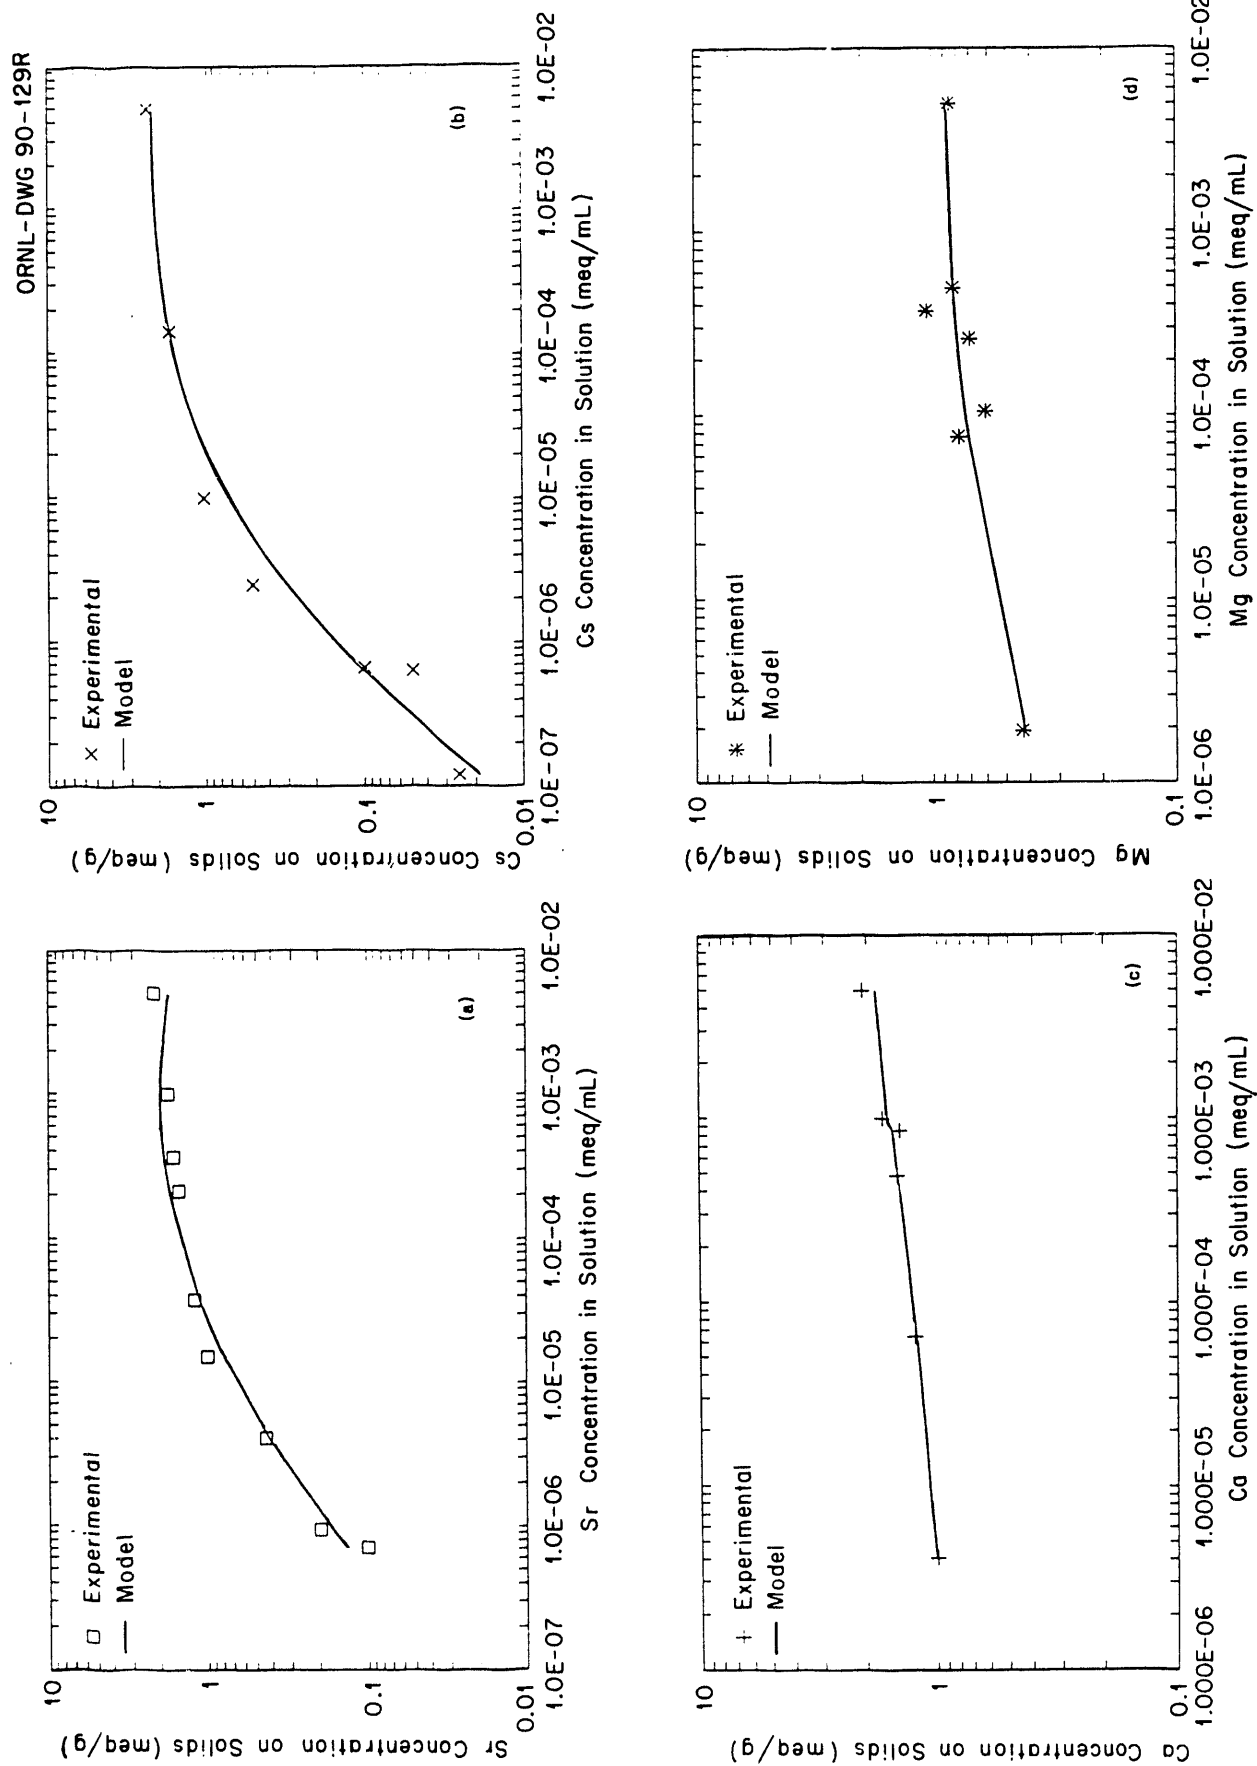 ORNL-DWG 90-129R
Sr Concentration on Solids (meq/g)
10
1
0.1
0.01
□ Experimental
— Model
(a)
1.0E-07
1.0E-06
1.0E-05
1.0E-04
1.0E-03
1.0E-02
Sr Concentration in Solution (meq/mL)
Cs Concentration on Solids (meq/g)
10
1
0.1
0.01
× Experimental
— Model
(b)
1.0E-07
1.0E-06
1.0E-05
1.0E-04
1.0E-03
1.0E-02
Cs Concentration in Solution (meq/mL)
Ca Concentration on Solids (meq/g)
10
1
0.1
+ Experimental
— Model
(c)
1.000E-06
1.000E-05
1.000F-04
1.000E-03
1.000E-02
Ca Concentration in Solution (meq/mL)
Mg Concentration on Solids (meq/g)
10
1
0.1
✳ Experimental
— Model
(d)
1.0E-06
1.0E-05
1.0E-04
1.0E-03
1.0E-02
Mg Concentration in Solution (meq/mL)